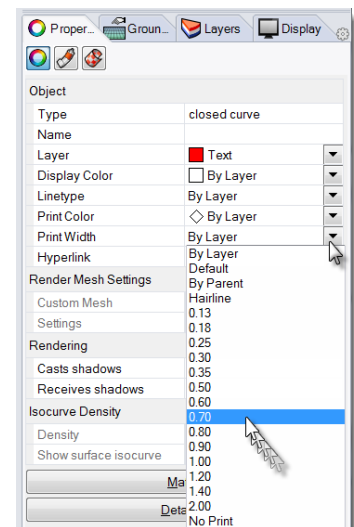 Proper... Groun... Layers Display
Object
Type closed curve
Name
Layer Text
Display Color By Layer
Linetype By Layer
Print Color By Layer
Print Width By Layer
Hyperlink By Layer
Default
Render Mesh Settings By Parent
Hairline
Custom Mesh 0.13
Settings 0.18
0.25
Rendering 0.30
Casts shadows 0.35
Receives shadows 0.50
0.60
Isocurve Density 0.70
Density 0.80
Show surface isocurve 0.90
1.00
Ma 1.20
1.40
Deta 2.00
No Print